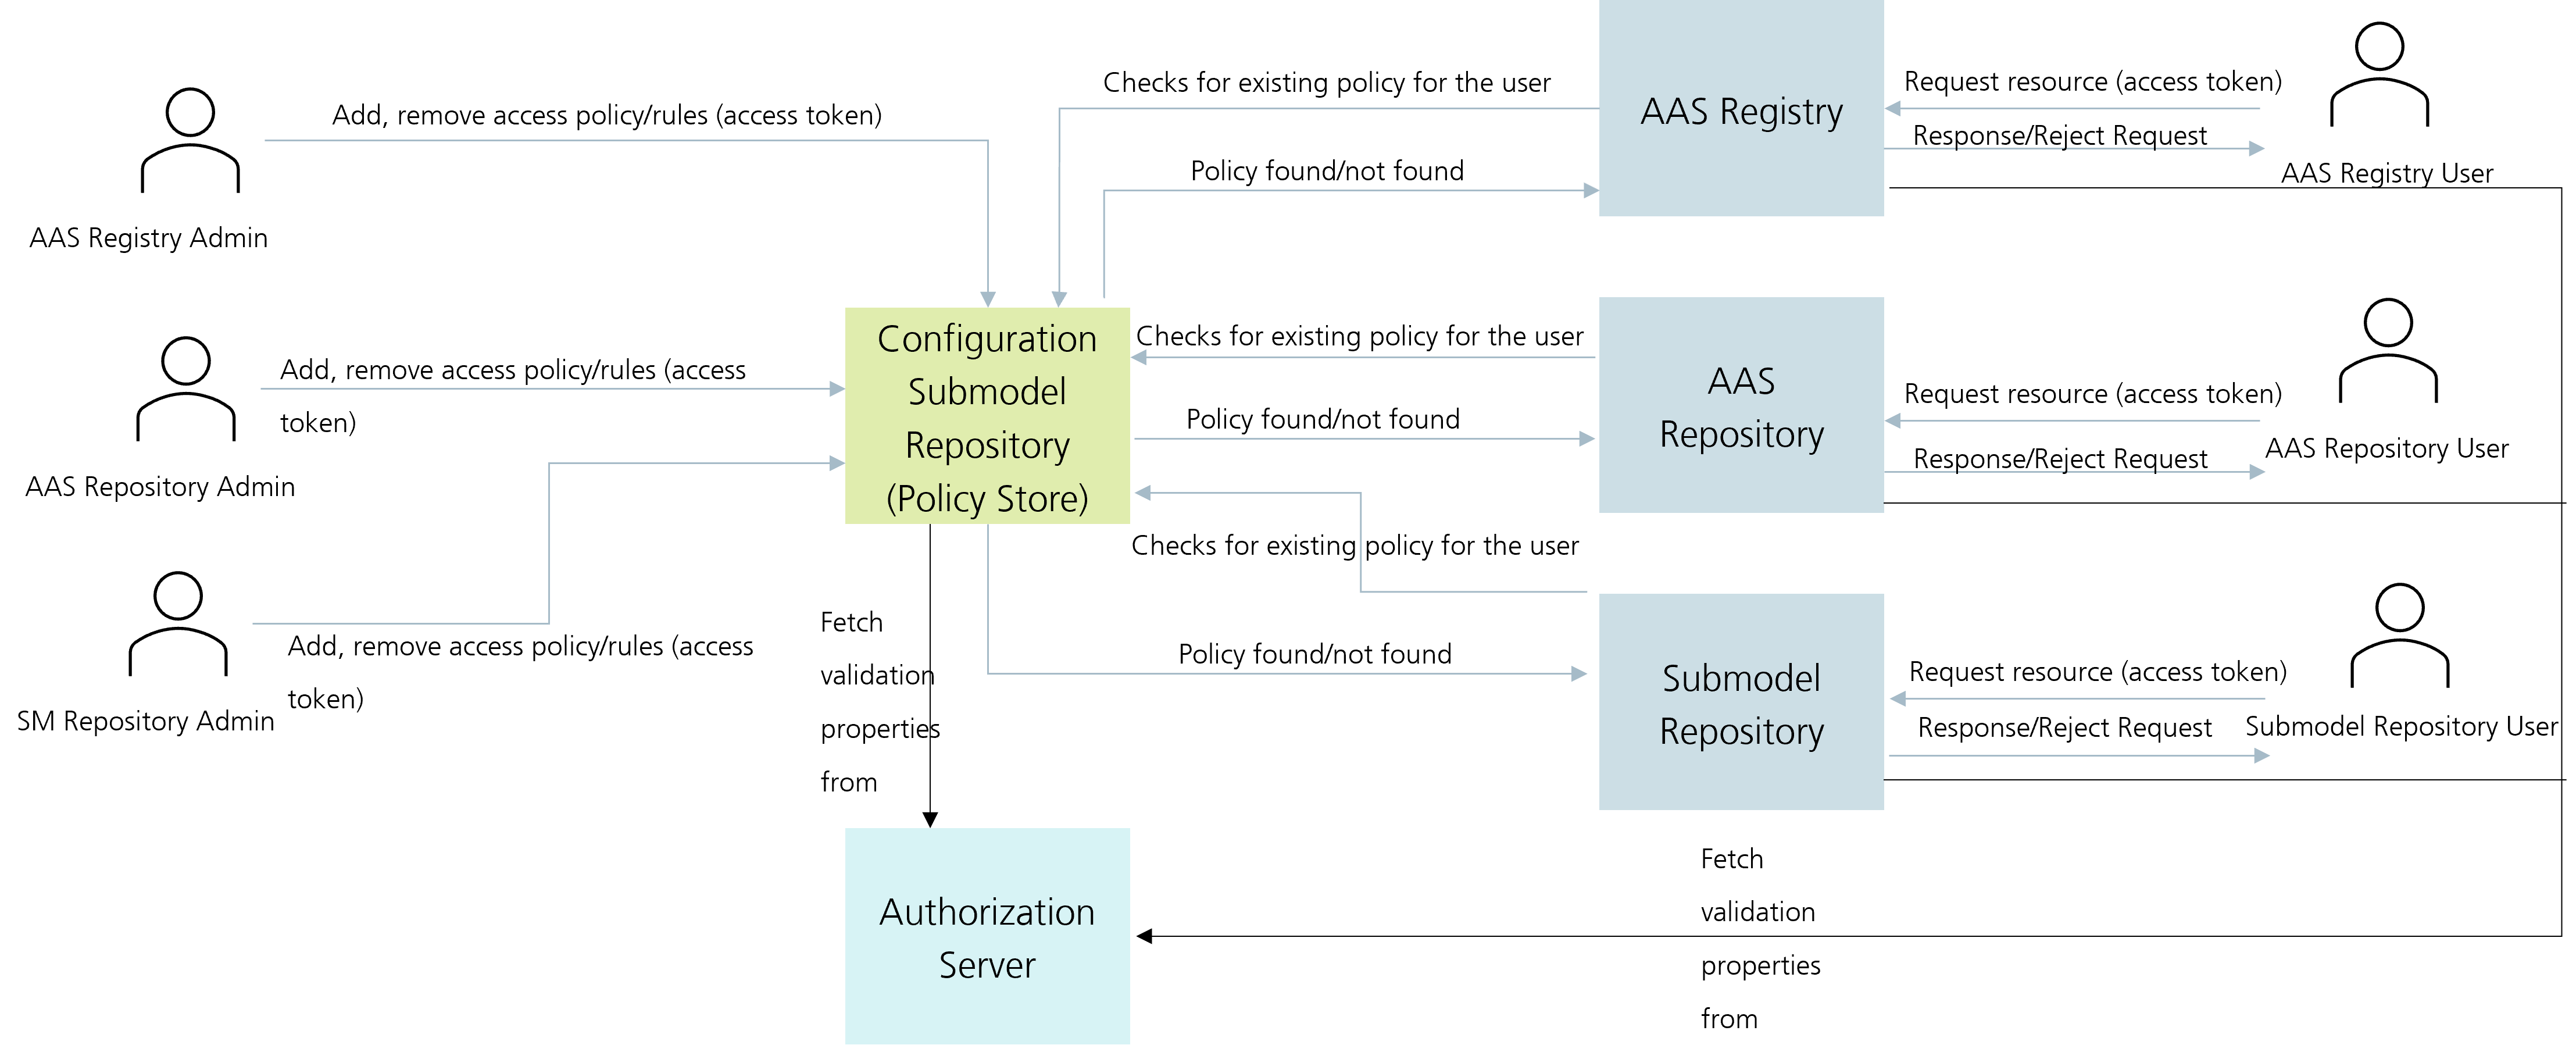 Checks for existing policy for the user
AAS Registry
Request resource (access token)
Add, remove access policy/rules (access token)
Response/Reject Request
Policy found/not found
AAS Registry User
AAS Registry Admin
Configuration
Submodel
Repository
(Policy Store)
Checks for existing policy for the user
AAS
Repository
Request resource (access token)
Add, remove access policy/rules (access
token)
Policy found/not found
Response/Reject Request
AAS Repository User
AAS Repository Admin
Checks for existing policy for the user
Fetch
validation
properties
from
Add, remove access policy/rules (access
token)
SM Repository Admin
Policy found/not found
Submodel
Repository
Request resource (access token)
Response/Reject Request
Submodel Repository User
Authorization
Server
Fetch
validation
properties
from